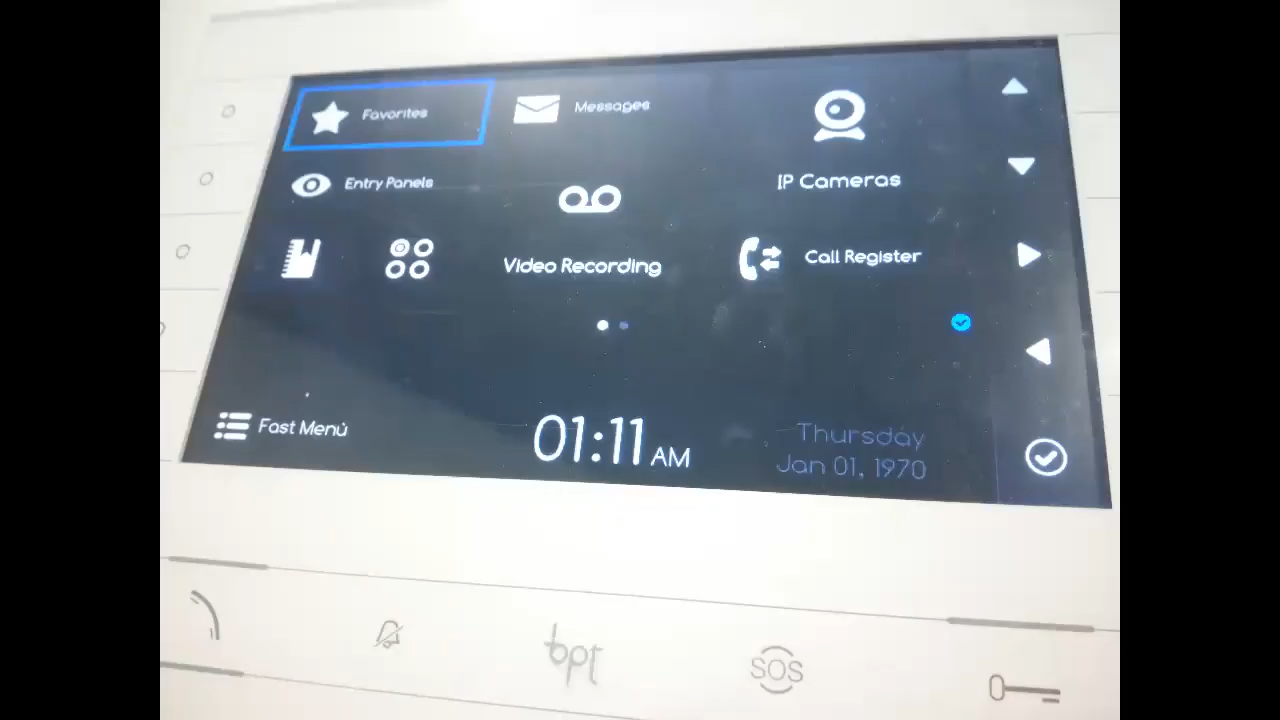 Favorites
Messages
IP Cameras
Entry Panels
Video Recording
Call Register
Fast Menù
01:11 AM
Thursday
Jan 01, 1970
bpt
SOS